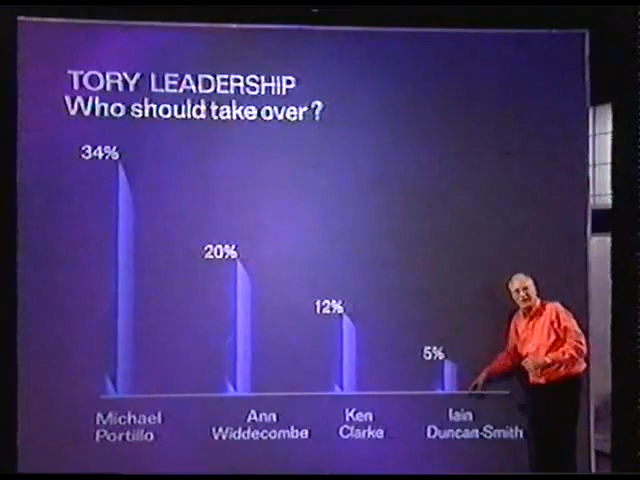 TORY LEADERSHIP
Who should take over?
34%
20%
12%
5%
Michael
Portillo
Ann
Widdecombe
Ken
Clarke
Iain
Duncan-Smith